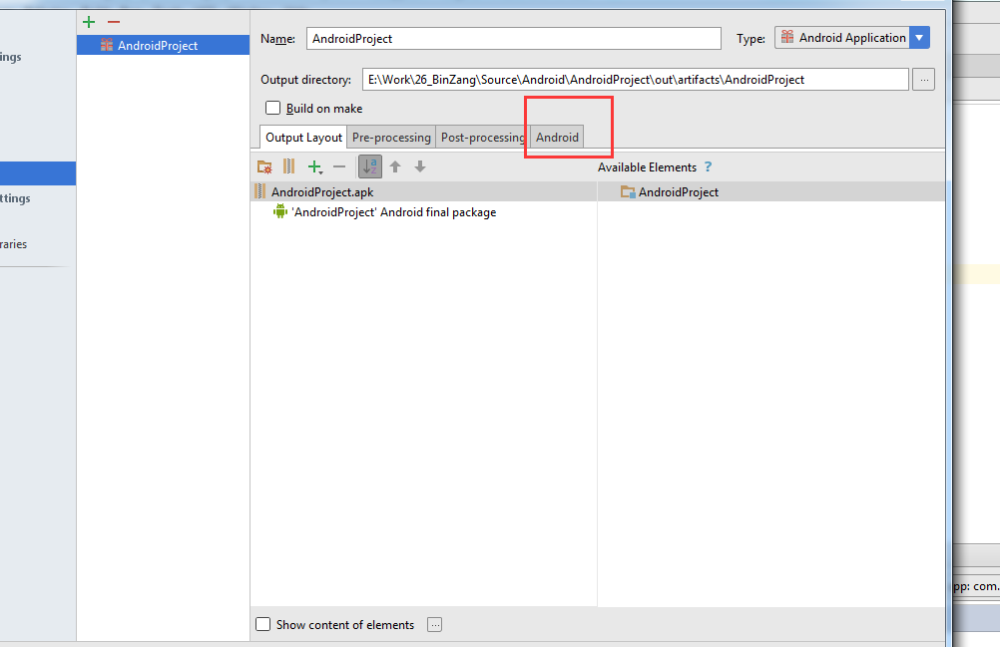 Name: AndroidProject Type: Android Application
AndroidProject
ings
Output directory: E:\Work\26_BinZang\Source\Android\AndroidProject\out\artifacts\AndroidProject ...
Build on make
Output Layout Pre-processing Post-processing Android
Available Elements ?
AndroidProject.apk AndroidProject
ttings
'AndroidProject' Android final package
raries
pp: com.
Show content of elements ...